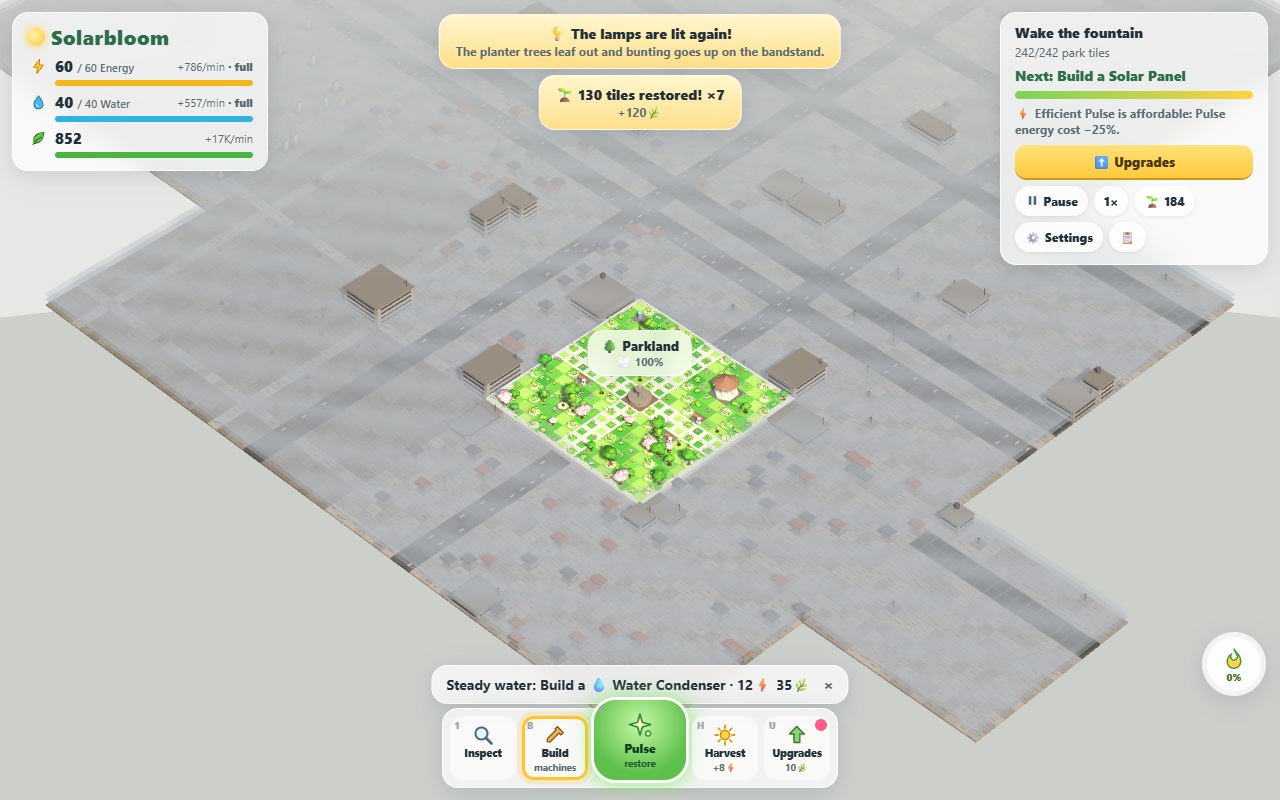 Solarbloom
60 / 60 Energy +786/min • full
40 / 40 Water +557/min • full
852 +17K/min
The lamps are lit again!
The planter trees leaf out and bunting goes up on the bandstand.
130 tiles restored! ×7
+120
Wake the fountain
242/242 park tiles
Next: Build a Solar Panel
Efficient Pulse is affordable: Pulse
energy cost −25%.
Upgrades
Pause 1× 184
Settings
Parkland
100%
0%
Steady water: Build a Water Condenser · 12 35 ×
1 Inspect
B Build
machines
Pulse
restore
H Harvest
+8
U Upgrades
10